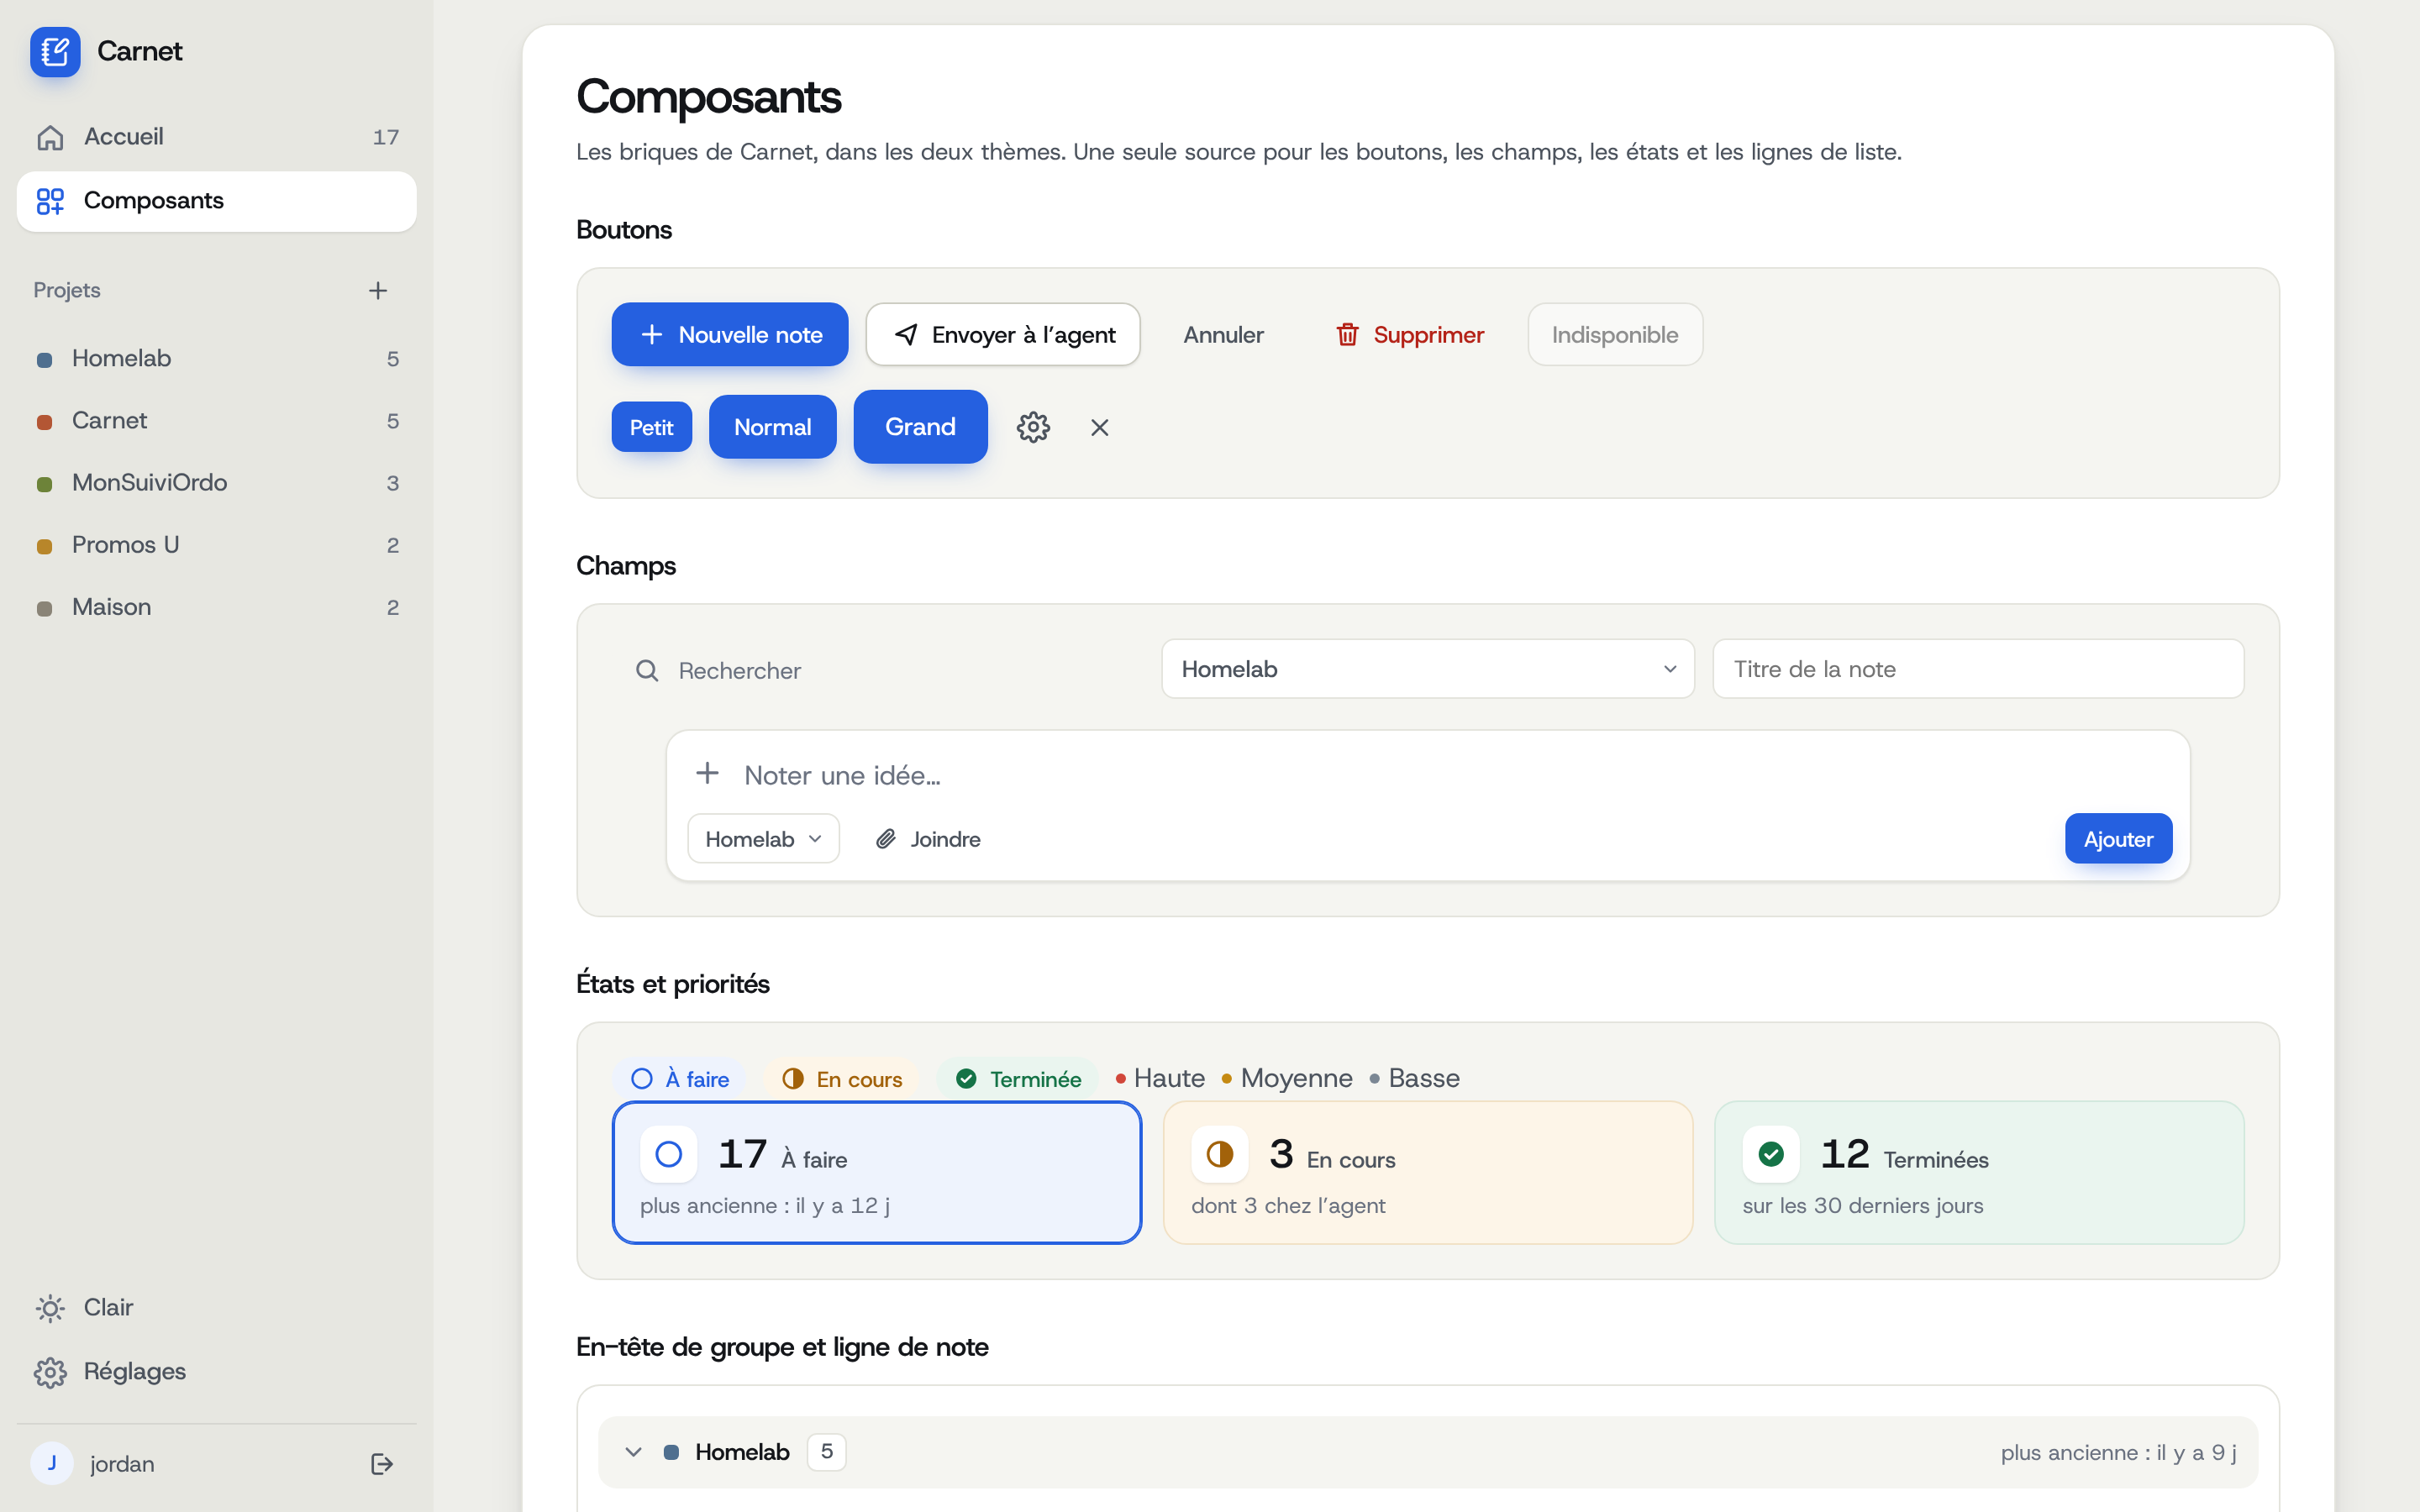 Carnet
Accueil 17
Composants
Projets
Homelab 5
Carnet 5
MonSuiviOrdo 3
Promos U 2
Maison 2
Clair
Réglages
J jordan
Composants
Les briques de Carnet, dans les deux thèmes. Une seule source pour les boutons, les champs, les états et les lignes de liste.
Boutons
Nouvelle note Envoyer à l’agent Annuler Supprimer Indisponible
Petit Normal Grand
Champs
Rechercher Homelab Titre de la note
Noter une idée…
Homelab Joindre Ajouter
États et priorités
À faire En cours Terminée Haute Moyenne Basse
17 À faire
plus ancienne : il y a 12 j
3 En cours
dont 3 chez l’agent
12 Terminées
sur les 30 derniers jours
En-tête de groupe et ligne de note
Homelab 5 plus ancienne : il y a 9 j